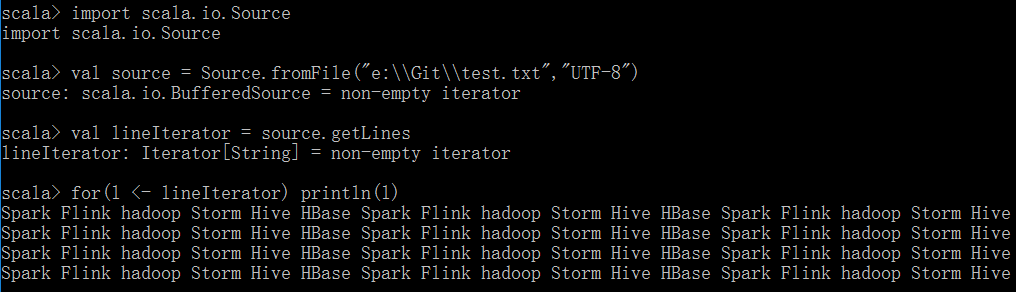 scala> import scala.io.Source
import scala.io.Source
scala> val source = Source.fromFile("e:\\Git\\test.txt","UTF-8")
source: scala.io.BufferedSource = non-empty iterator
scala> val lineIterator = source.getLines
lineIterator: Iterator[String] = non-empty iterator
scala> for(l <- lineIterator) println(l)
Spark Flink hadoop Storm Hive HBase Spark Flink hadoop Storm Hive HBase Spark Flink hadoop Storm Hive
Spark Flink hadoop Storm Hive HBase Spark Flink hadoop Storm Hive HBase Spark Flink hadoop Storm Hive
Spark Flink hadoop Storm Hive HBase Spark Flink hadoop Storm Hive HBase Spark Flink hadoop Storm Hive
Spark Flink hadoop Storm Hive HBase Spark Flink hadoop Storm Hive HBase Spark Flink hadoop Storm Hive